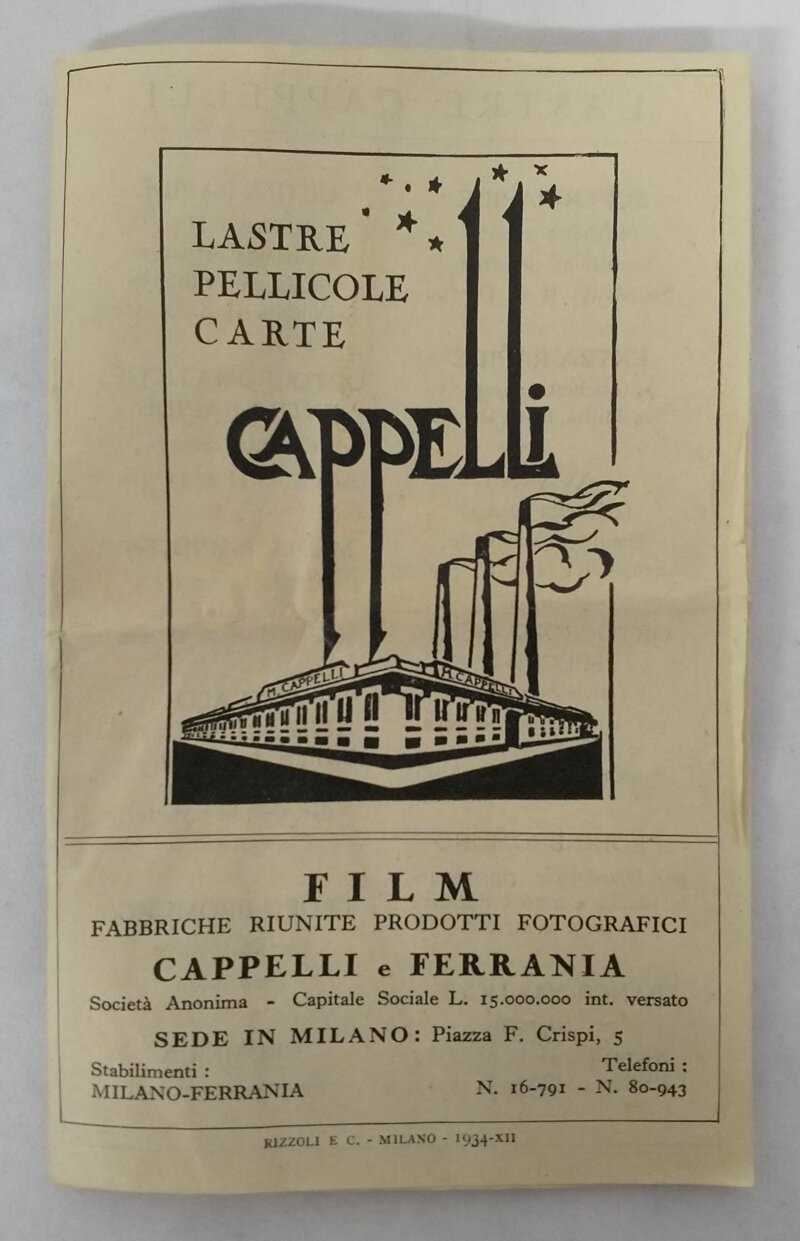 LASTRE
PELLICOLE
CARTE
CAPPELLi
M. CAPPELLI
M. CAPPELLI
FILM
FABBRICHE RIUNITE PRODOTTI FOTOGRAFICI
CAPPELLI e FERRANIA
Società Anonima - Capitale Sociale L. 15.000.000 int. versato
SEDE IN MILANO: Piazza F. Crispi, 5
Stabilimenti :
MILANO-FERRANIA
Telefoni :
N. 16-791 - N. 80-943
RIZZOLI E C. - MILANO - 1934-XII